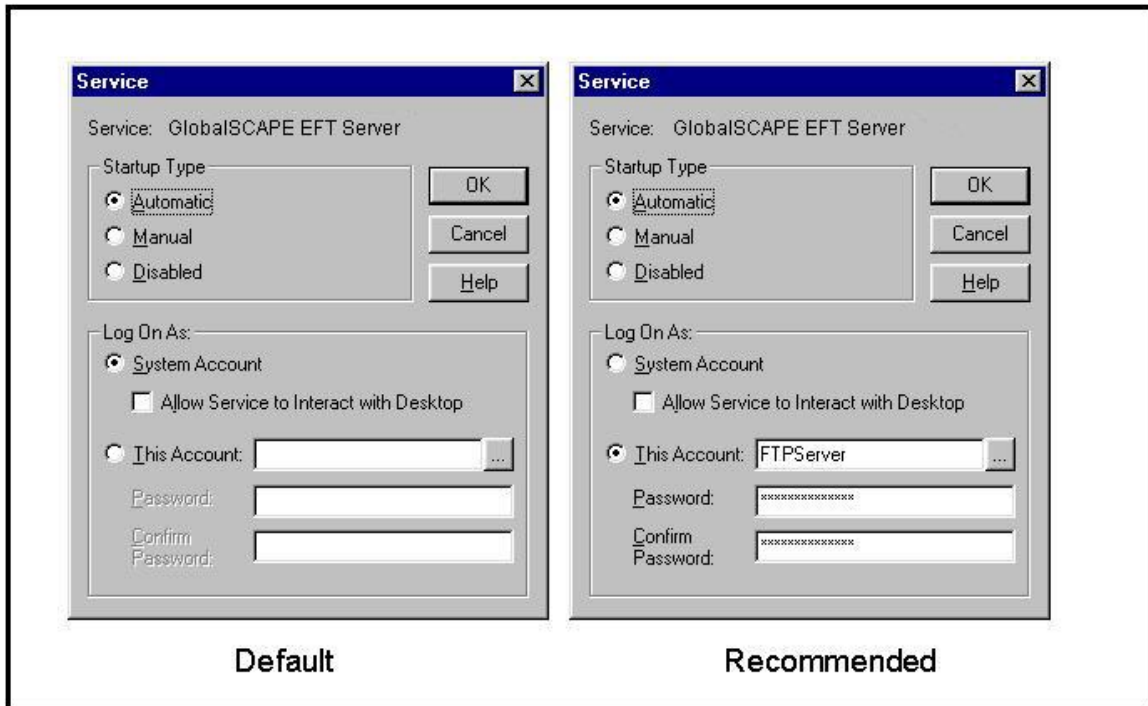 Service
Service: GlobalSCAPE EFT Server
Startup Type
Automatic
Manual
Disabled
OK
Cancel
Help
Log On As:
System Account
Allow Service to Interact with Desktop
This Account:
...
Password:
Confirm
Password:
Default
Service
Service: GlobalSCAPE EFT Server
Startup Type
Automatic
Manual
Disabled
OK
Cancel
Help
Log On As:
System Account
Allow Service to Interact with Desktop
This Account: FTPServer
...
Password: **************
Confirm
Password: **************
Recommended